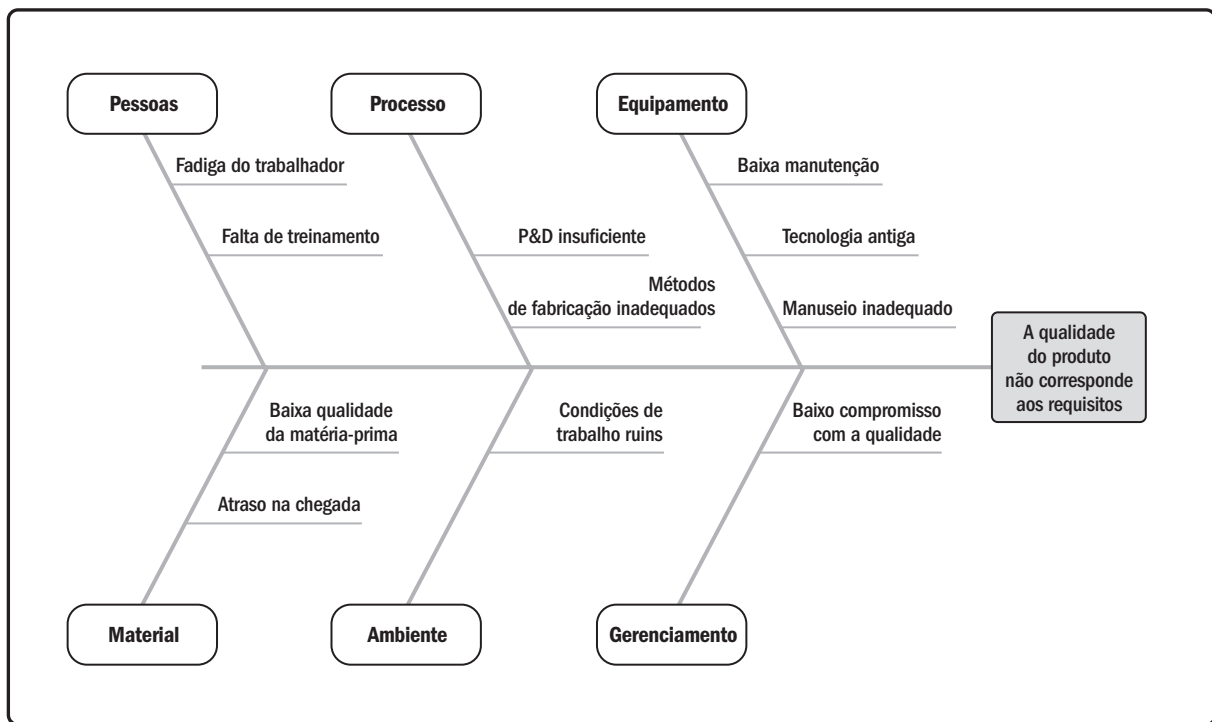 Pessoas
Processo
Equipamento
Fadiga do trabalhador
Baixa manutenção
Falta de treinamento
P&D insuficiente
Tecnologia antiga
Métodos
de fabricação inadequados
Manuseio inadequado
A qualidade
do produto
não corresponde
aos requisitos
Baixa qualidade
da matéria-prima
Condições de
trabalho ruins
Baixo compromisso
com a qualidade
Atraso na chegada
Material
Ambiente
Gerenciamento